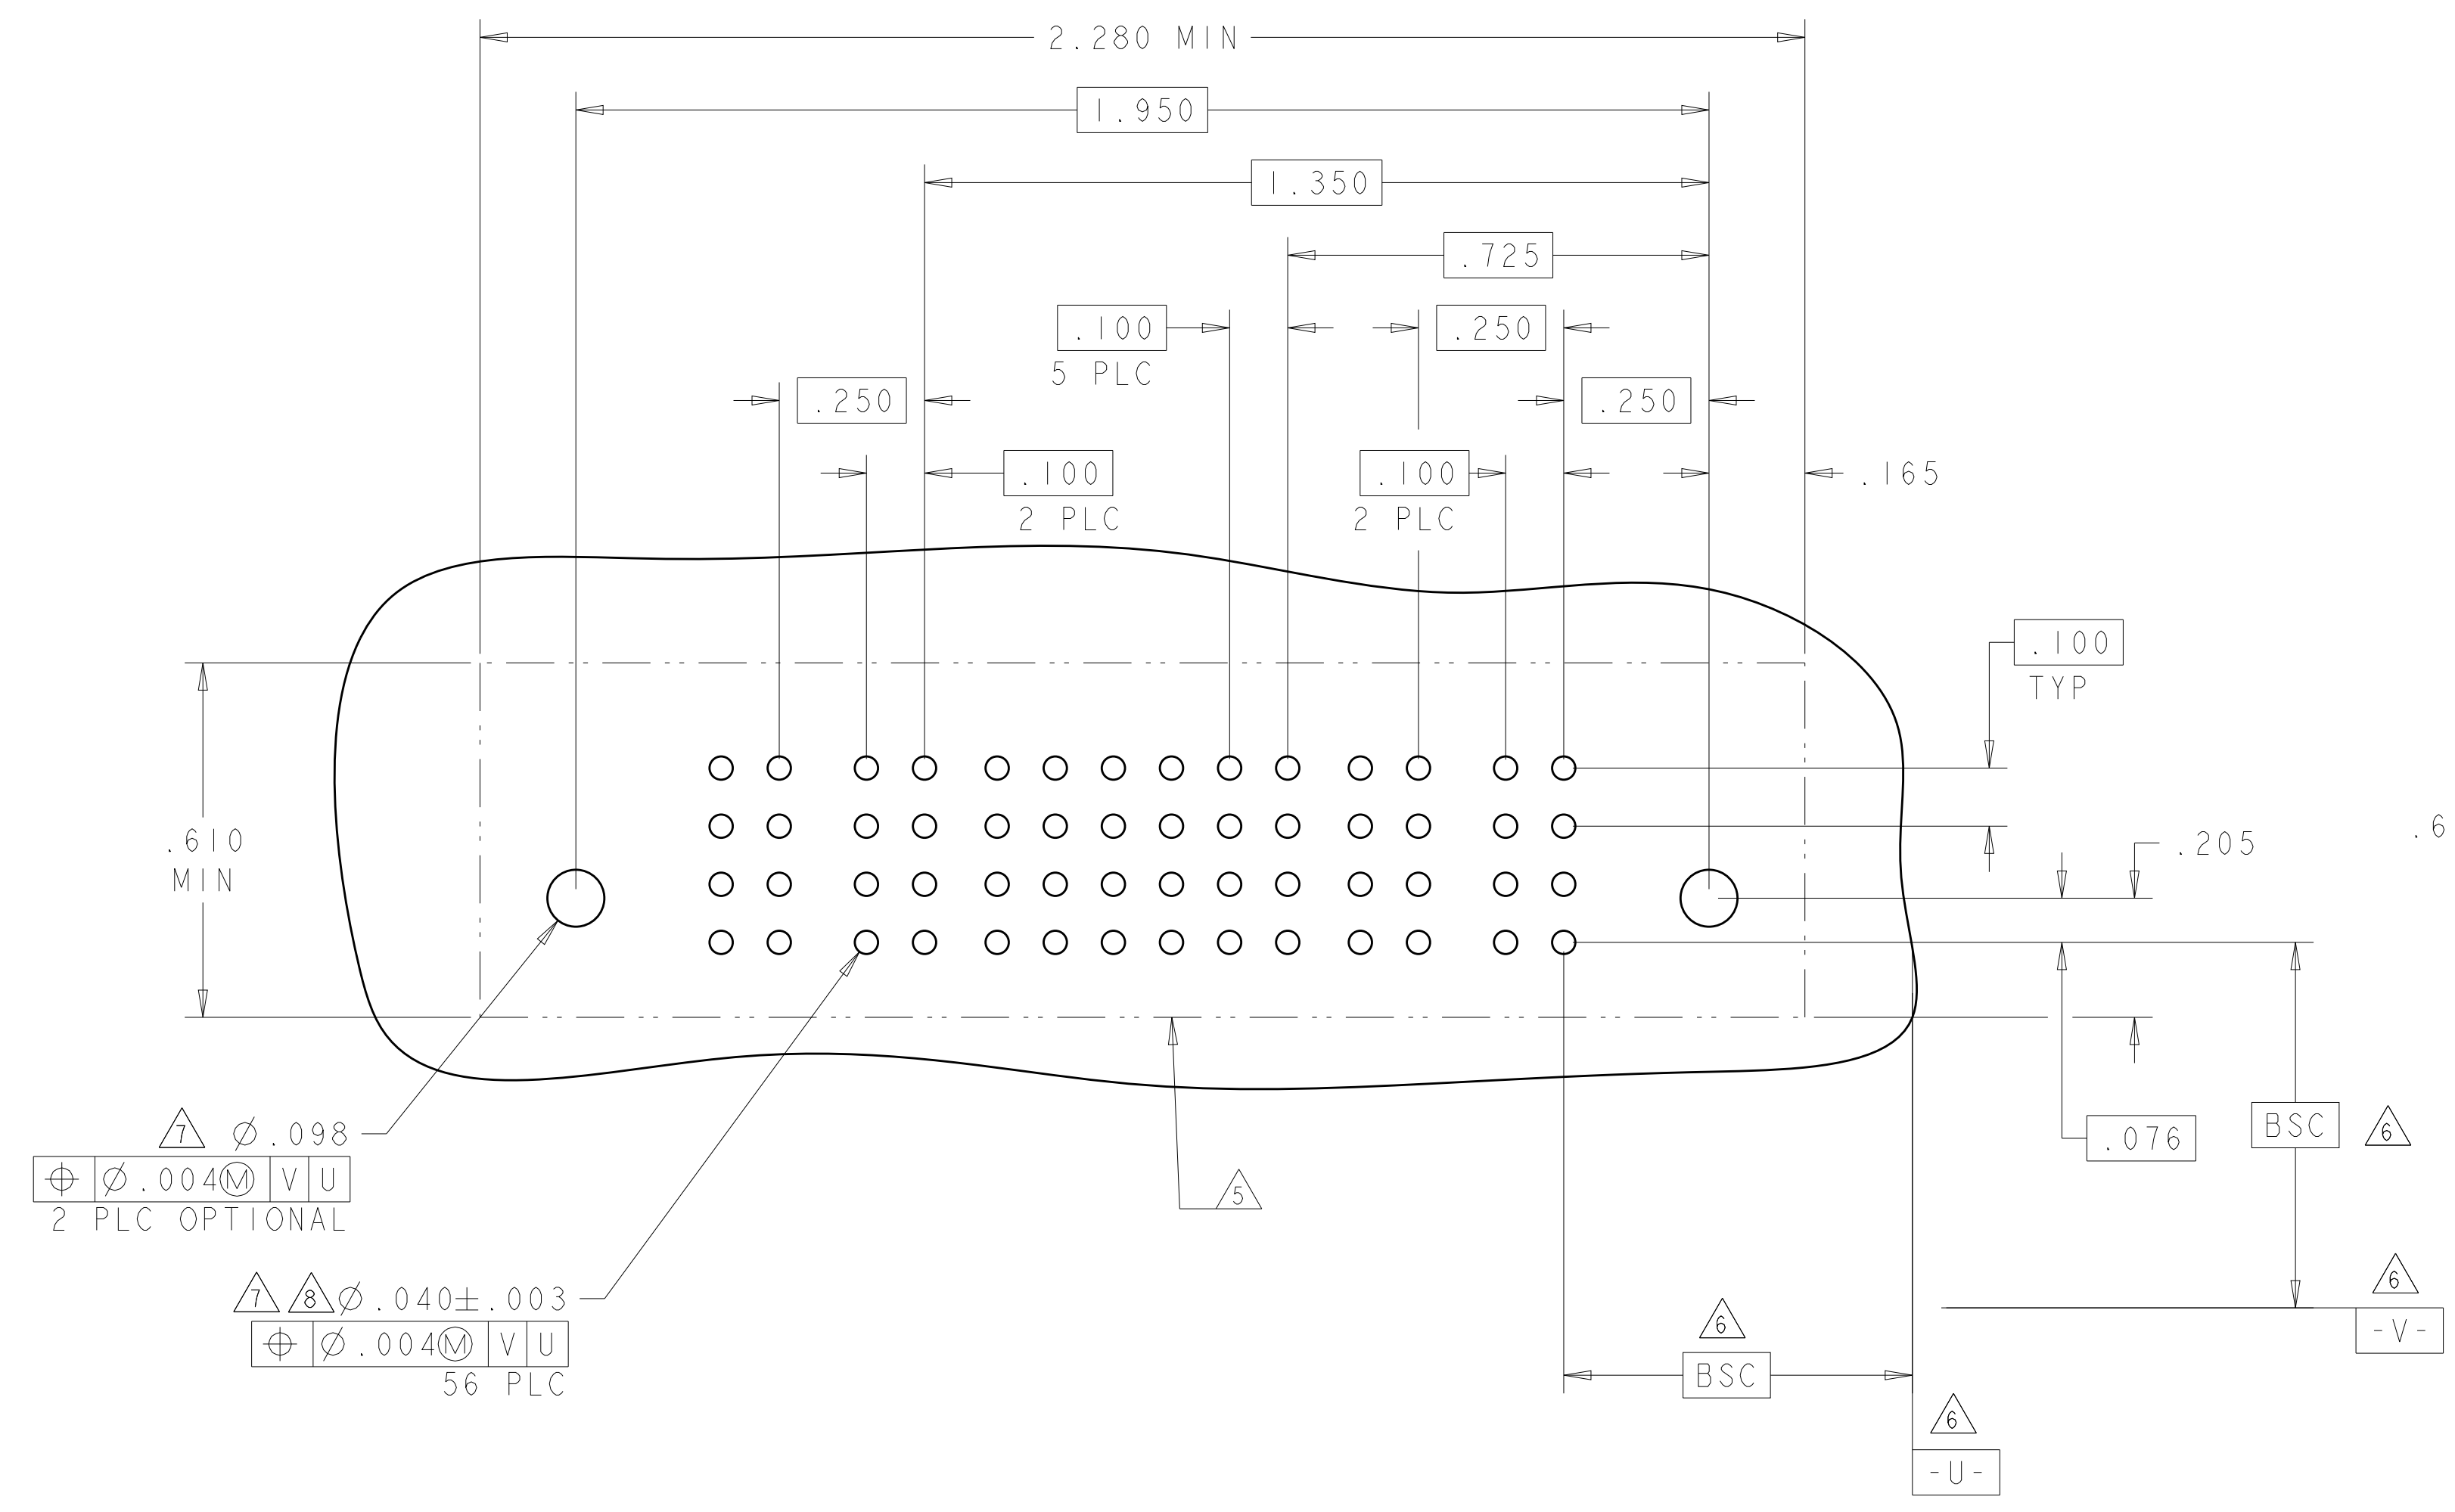 2.280 MIN
1.950
1.350
.725
.100
5 PLC
.250
.250
.250
.100
2 PLC
.100
2 PLC
.165
.100
TYP
.610
MIN
.205
.6
7 ⌀.098
⌖ ⌀.004Ⓜ V U
2 PLC OPTIONAL
.076
BSC 6
5
7 8 ⌀.040±.003
⌖ ⌀.004Ⓜ V U
56 PLC
6
BSC
6
-V-
6
-U-